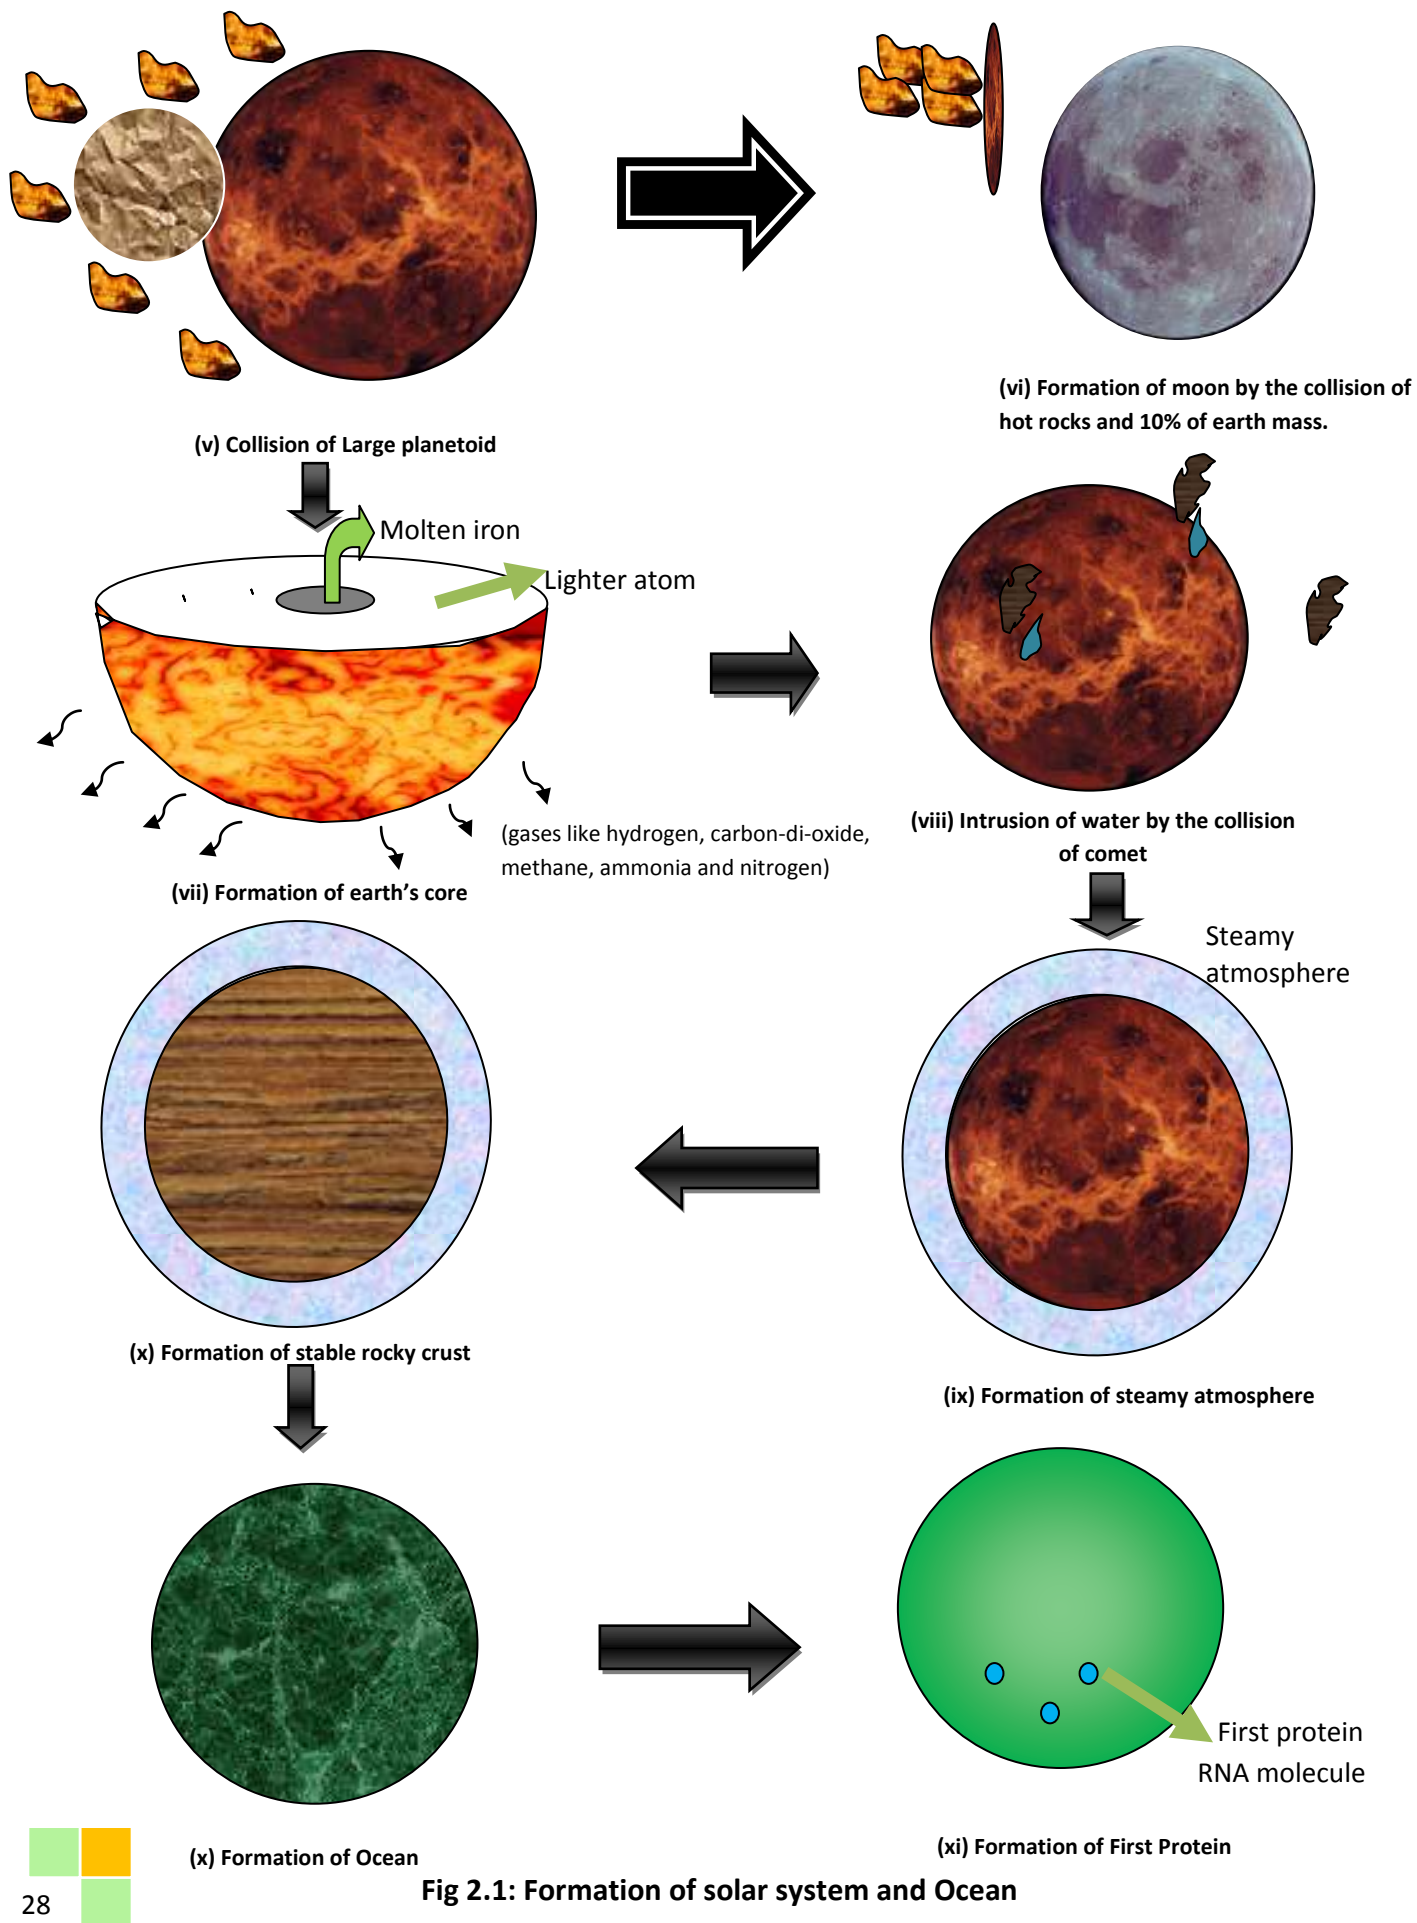 (vi) Formation of moon by the collision of
hot rocks and 10% of earth mass.
(v) Collision of Large planetoid
Molten iron
Lighter atom
(gases like hydrogen, carbon-di-oxide,
methane, ammonia and nitrogen)
(vii) Formation of earth’s core
(viii) Intrusion of water by the collision
of comet
Steamy
atmosphere
(x) Formation of stable rocky crust
(ix) Formation of steamy atmosphere
First protein
RNA molecule
(x) Formation of Ocean
(xi) Formation of First Protein
Fig 2.1: Formation of solar system and Ocean
28